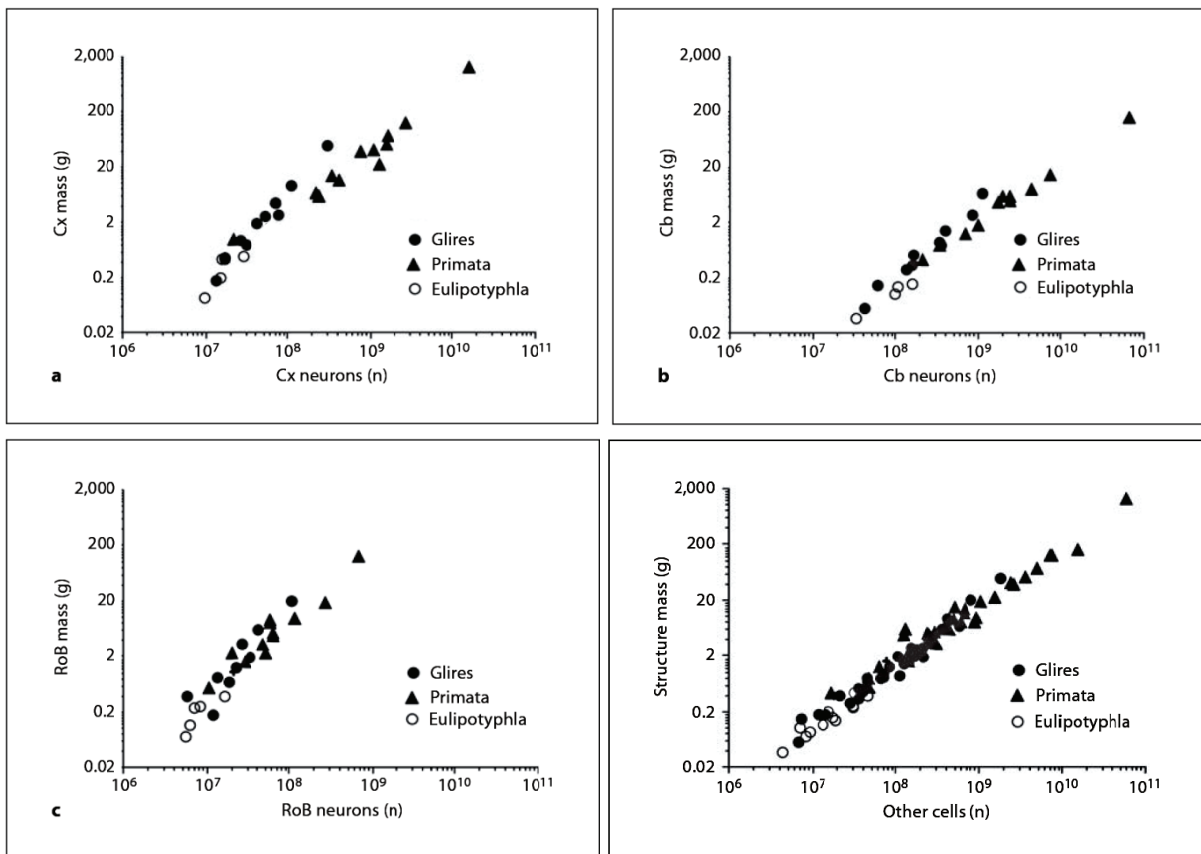 2,000
200
20
2
0.2
0.02
Cx mass (g)
Glires
Primata
Eulipotyphla
10⁶ 10⁷ 10⁸ 10⁹ 10¹⁰ 10¹¹
a
Cx neurons (n)
2,000
200
20
2
0.2
0.02
Cb mass (g)
Glires
Primata
Eulipotyphla
10⁶ 10⁷ 10⁸ 10⁹ 10¹⁰ 10¹¹
b
Cb neurons (n)
2,000
200
20
2
0.2
0.02
RoB mass (g)
Glires
Primata
Eulipotyphla
10⁶ 10⁷ 10⁸ 10⁹ 10¹⁰ 10¹¹
c
RoB neurons (n)
2,000
200
20
2
0.2
0.02
Structure mass (g)
Glires
Primata
Eulipotyphla
10⁶ 10⁷ 10⁸ 10⁹ 10¹⁰ 10¹¹
Other cells (n)